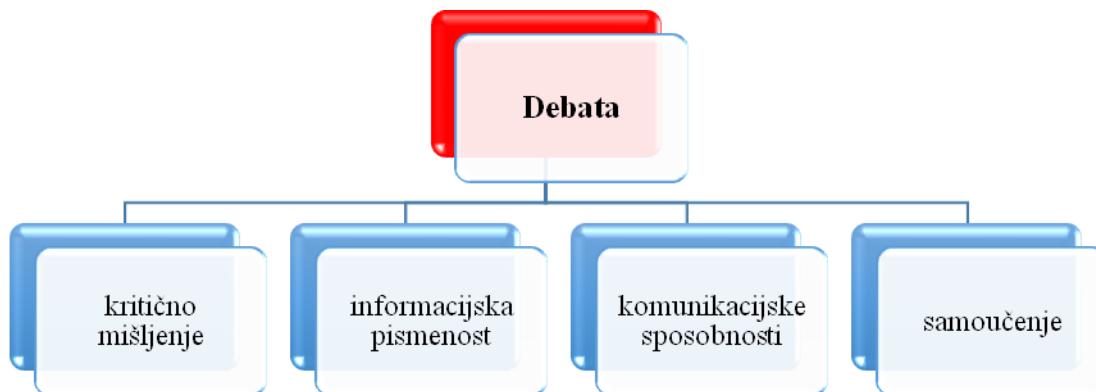 Debata
kritično
mišljenje
informacijska
pismenost
komunikacijske
sposobnosti
samoučenje